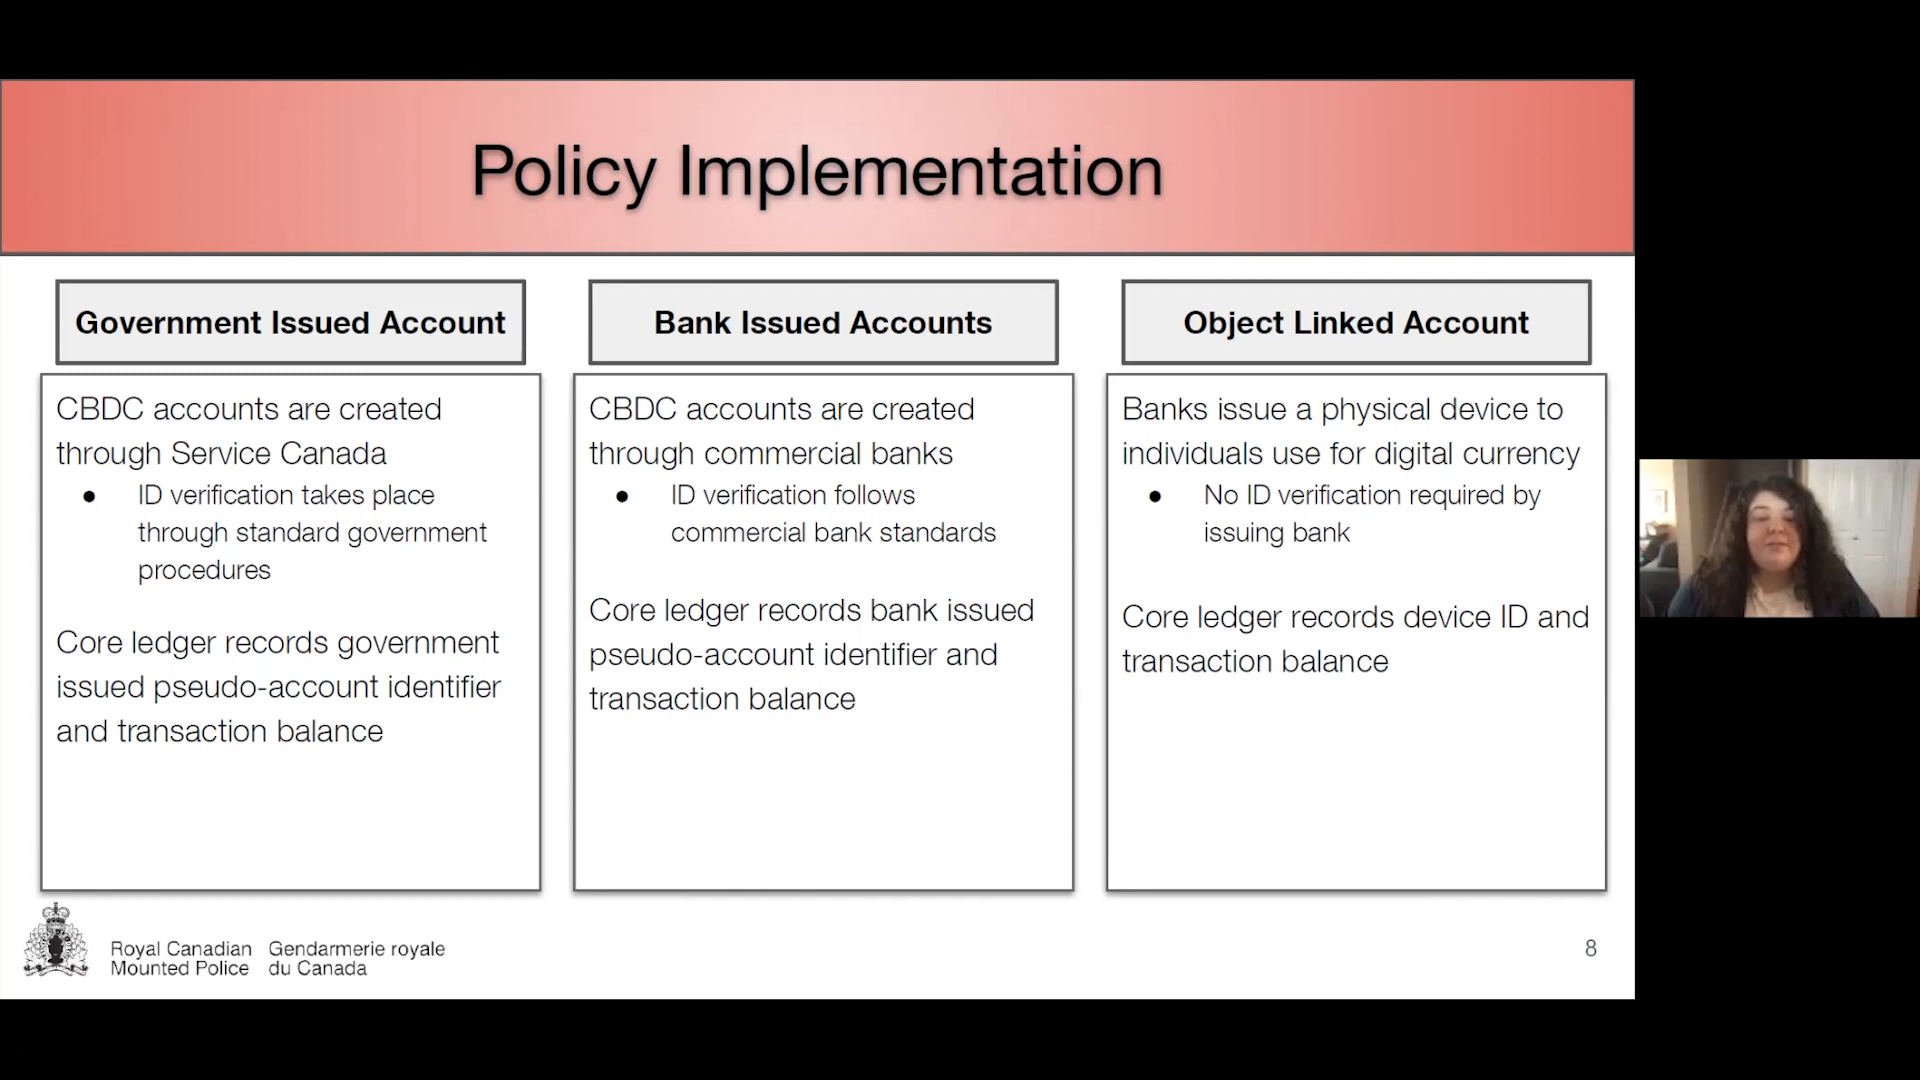 Policy Implementation
Government Issued Account
CBDC accounts are created
through Service Canada
● ID verification takes place
through standard government
procedures
Core ledger records government
issued pseudo-account identifier
and transaction balance
Bank Issued Accounts
CBDC accounts are created
through commercial banks
● ID verification follows
commercial bank standards
Core ledger records bank issued
pseudo-account identifier and
transaction balance
Object Linked Account
Banks issue a physical device to
individuals use for digital currency
● No ID verification required by
issuing bank
Core ledger records device ID and
transaction balance
Royal Canadian Gendarmerie royale
Mounted Police du Canada
8